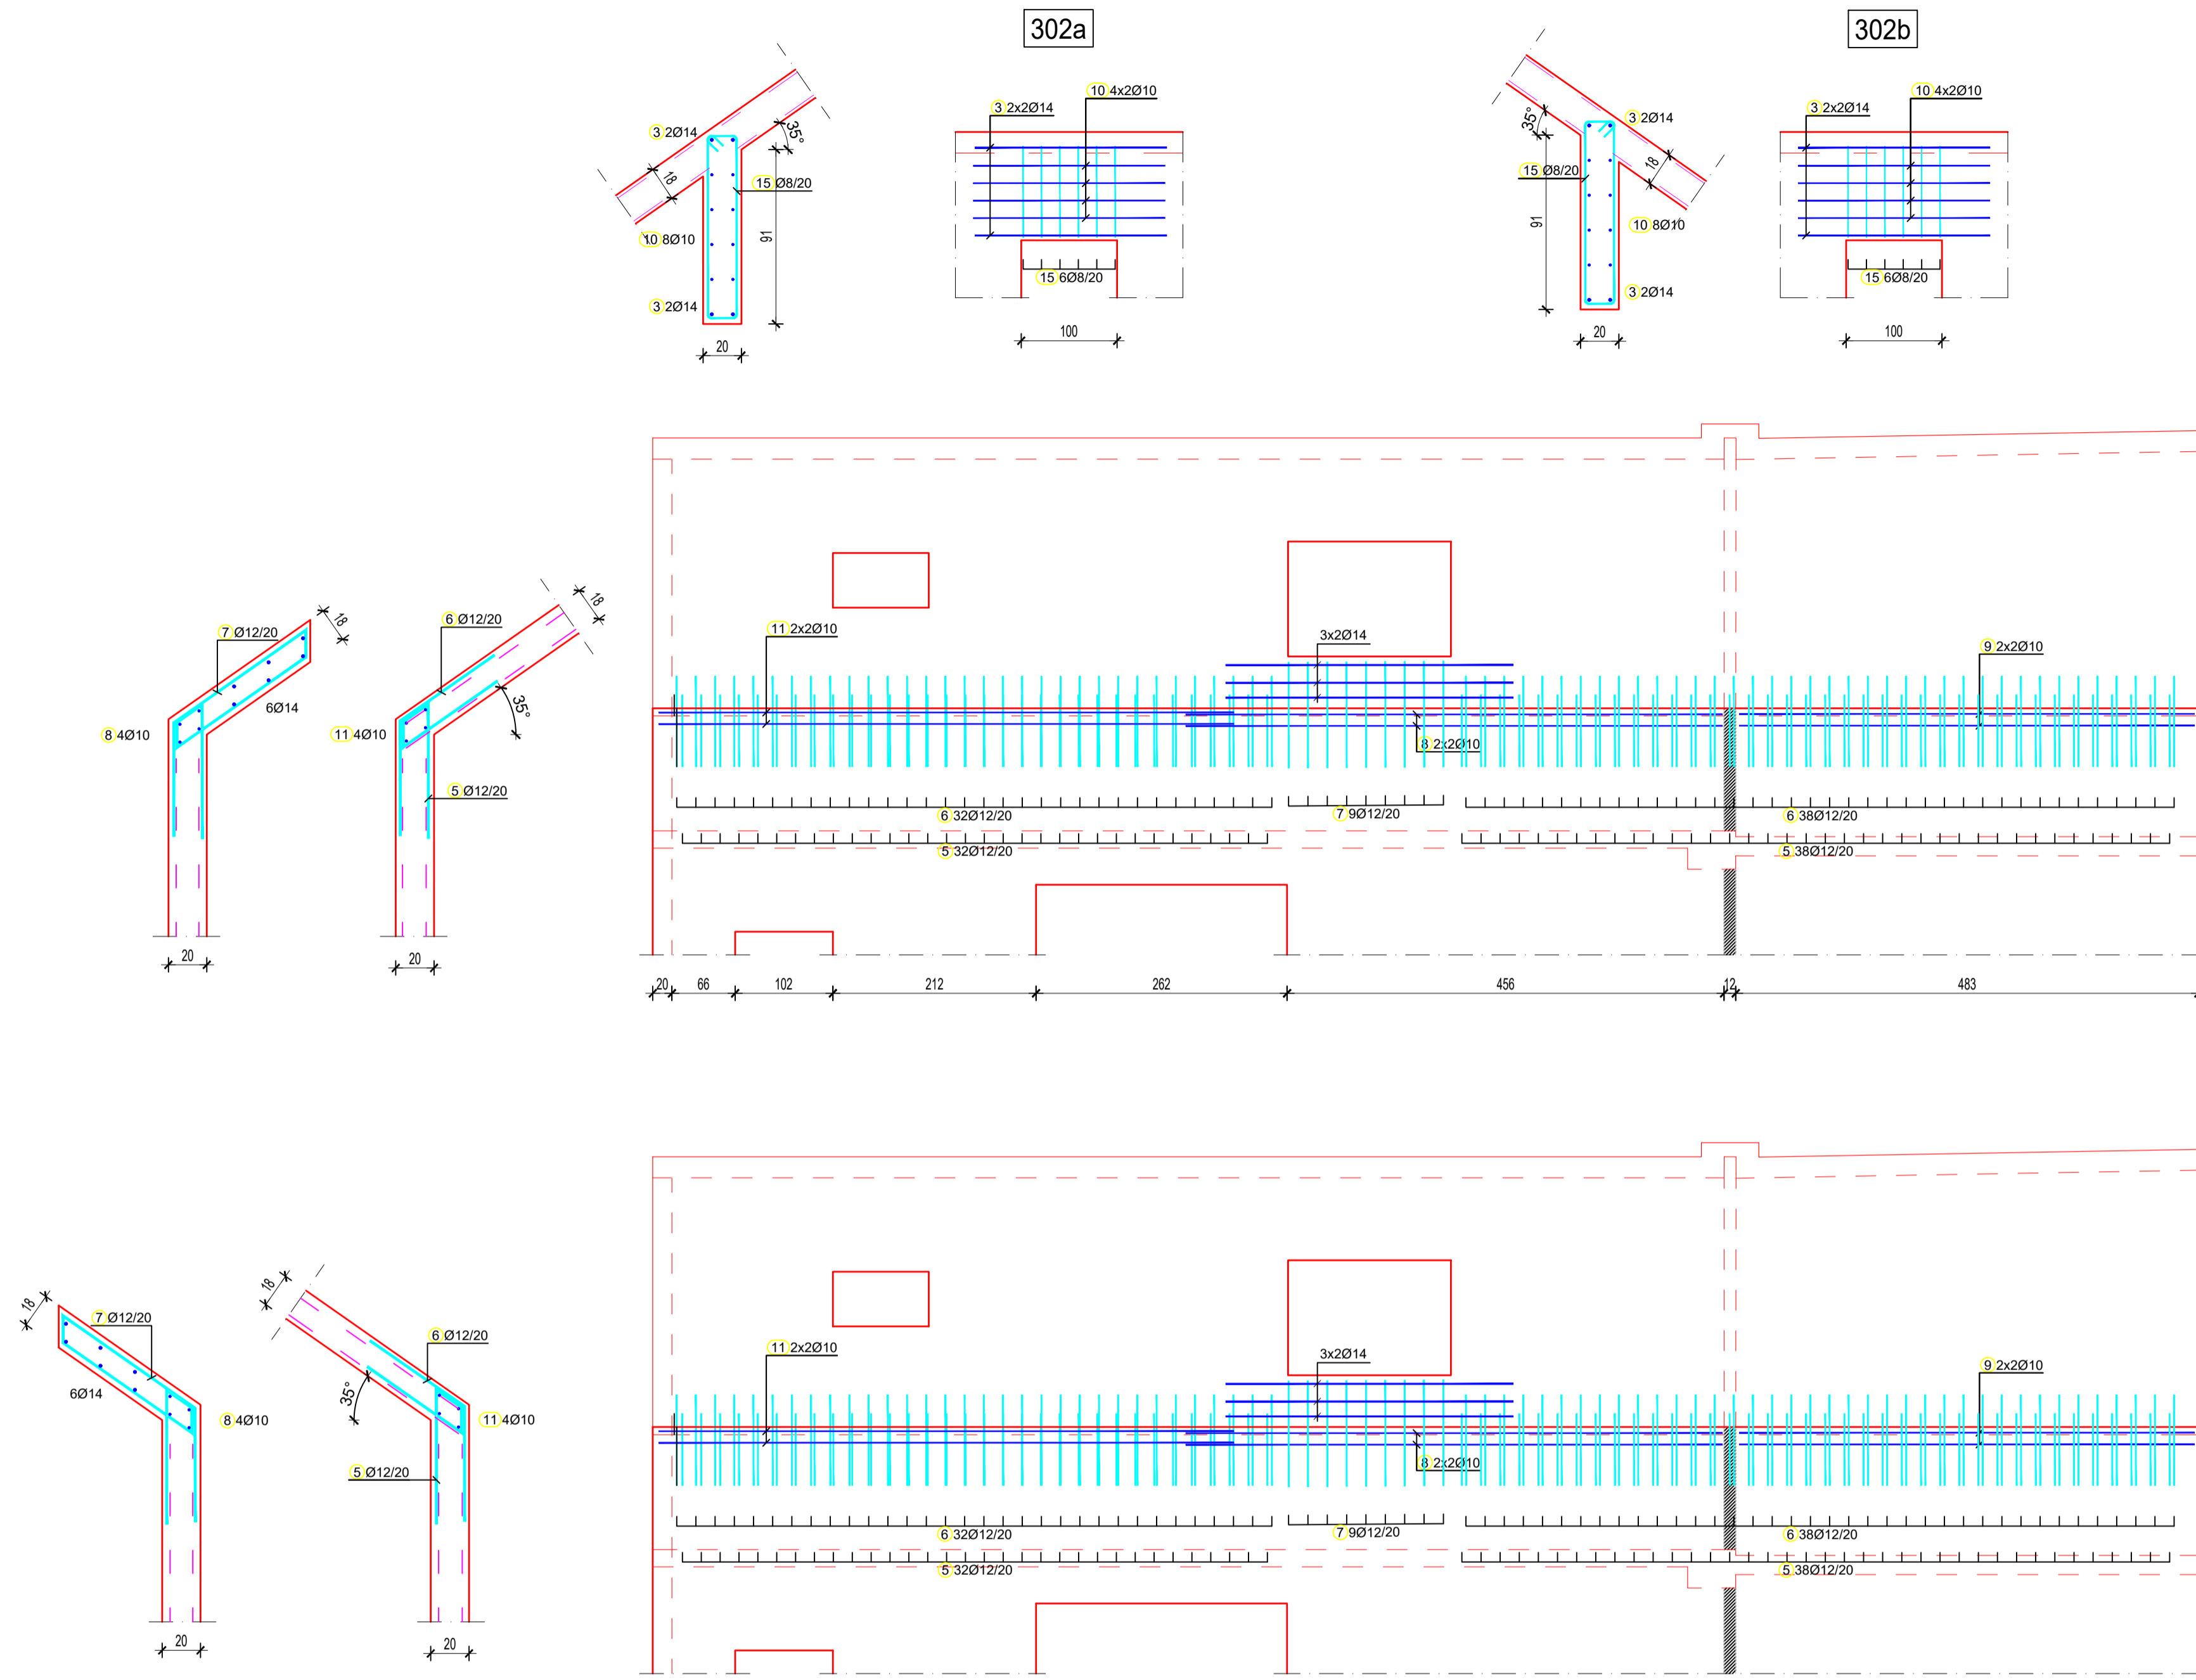 302a
302b
3 2Ø14
35°
18
15 Ø8/20
10 8Ø10
91
3 2Ø14
20
3 2x2Ø14
10 4x2Ø10
15 6Ø8/20
100
35°
3 2Ø14
18
15 Ø8/20
91
10 8Ø10
3 2Ø14
20
3 2x2Ø14
10 4x2Ø10
15 6Ø8/20
100
7 Ø12/20
18
6Ø14
8 4Ø10
20
6 Ø12/20
18
35°
11 4Ø10
5 Ø12/20
20
11 2x2Ø10
3x2Ø14
9 2x2Ø10
8 2x2Ø10
6 32Ø12/20
7 9Ø12/20
6 38Ø12/20
5 32Ø12/20
5 38Ø12/20
20 66 102 212 262 456 12 483
18
7 Ø12/20
6Ø14
8 4Ø10
20
18
6 Ø12/20
35°
11 4Ø10
5 Ø12/20
20
11 2x2Ø10
3x2Ø14
9 2x2Ø10
8 2x2Ø10
6 32Ø12/20
7 9Ø12/20
6 38Ø12/20
5 32Ø12/20
5 38Ø12/20